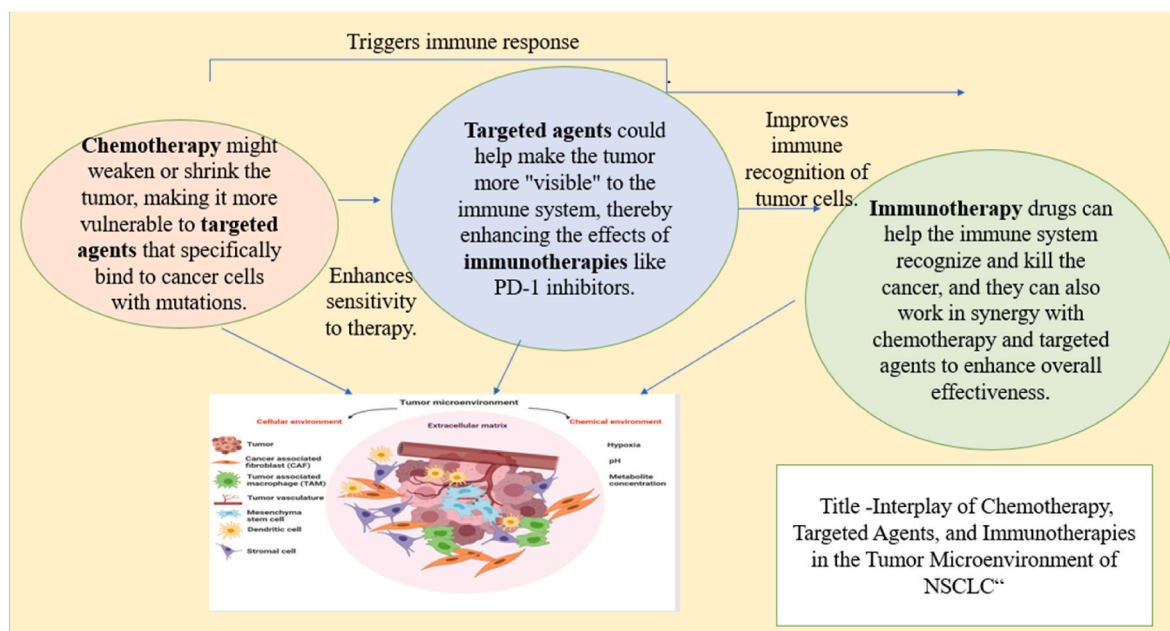 Triggers immune response
.
Chemotherapy might
weaken or shrink the
tumor, making it more
vulnerable to targeted
agents that specifically
bind to cancer cells
with mutations.
Enhances
sensitivity
to therapy.
Targeted agents could
help make the tumor
more "visible" to the
immune system, thereby
enhancing the effects of
immunotherapies like
PD-1 inhibitors.
Improves
immune
recognition of
tumor cells.
Immunotherapy drugs can
help the immune system
recognize and kill the
cancer, and they can also
work in synergy with
chemotherapy and targeted
agents to enhance overall
effectiveness.
Tumor microenvironment
Cellular environment
Extracellular matrix
Chemical environment
Tumor
Cancer associated
fibroblast (CAF)
Tumor associated
macrophage (TAM)
Tumor vasculature
Mesenchyma
stem cell
Dendritic cell
Stromal cell
Hypoxia
pH
Metabolite
concentration
Title -Interplay of Chemotherapy,
Targeted Agents, and Immunotherapies
in the Tumor Microenvironment of
NSCLC“